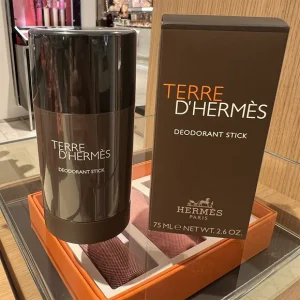 TERRE
D'HERMÈS
DEODORANT STICK
TERRE
D'HERMÈS
DEODORANT STICK
HERMÈS
PARIS
75 ML e NET WT. 2.6 OZ.